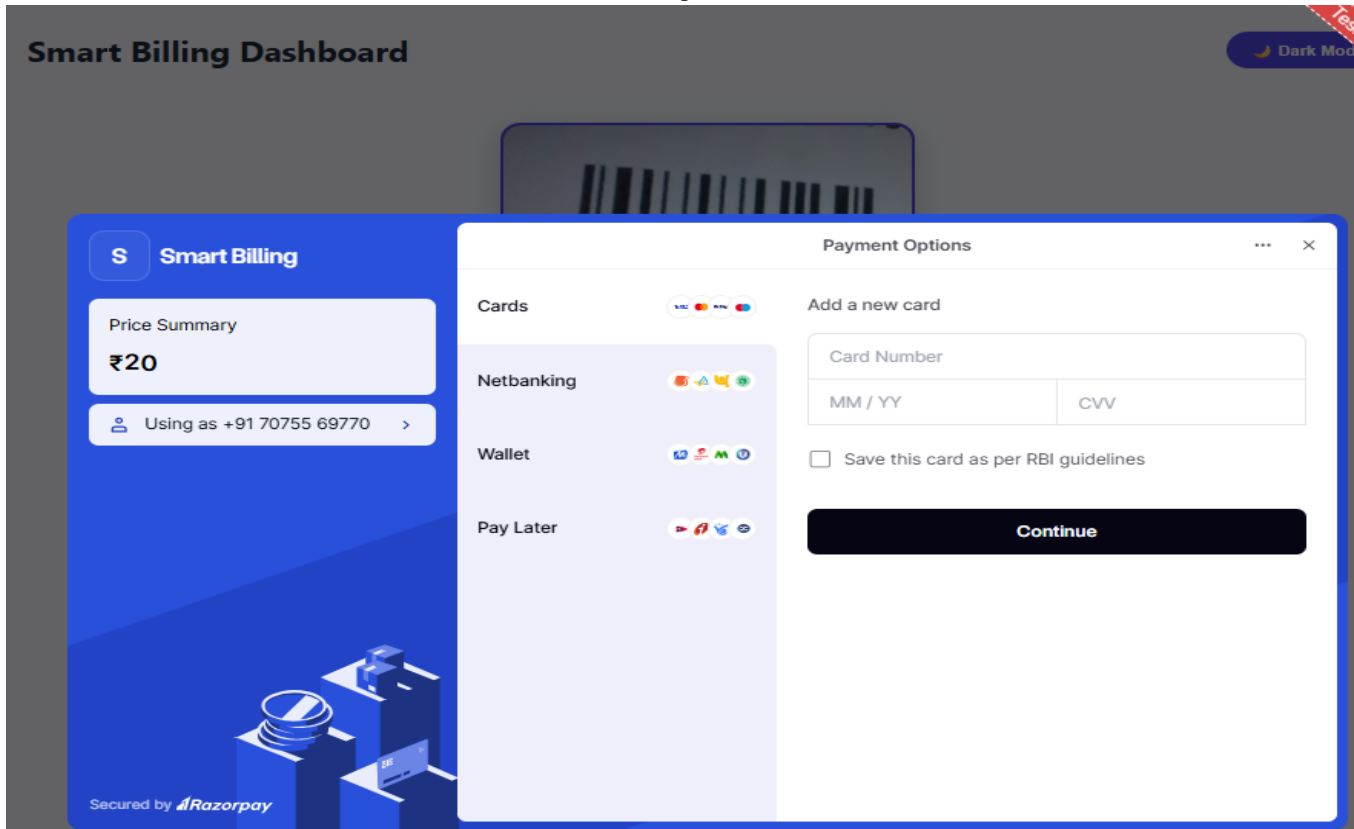 Smart Billing Dashboard
Dark Mod
S
Smart Billing
Price Summary
₹20
Using as +91 70755 69770
Secured by Razorpay
Payment Options
Cards
Netbanking
Wallet
Pay Later
Add a new card
Card Number
MM / YY
CVV
Save this card as per RBI guidelines
Continue